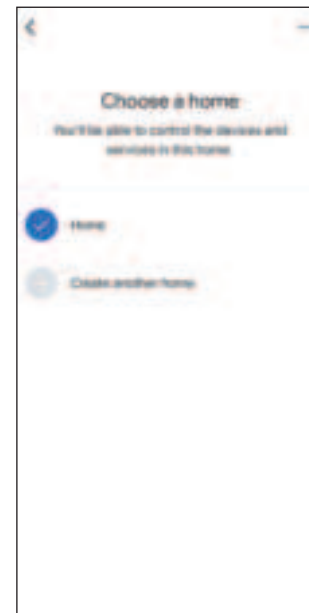 Choose a home
You'll be able to control the devices and
services in this home
Home
Create another home